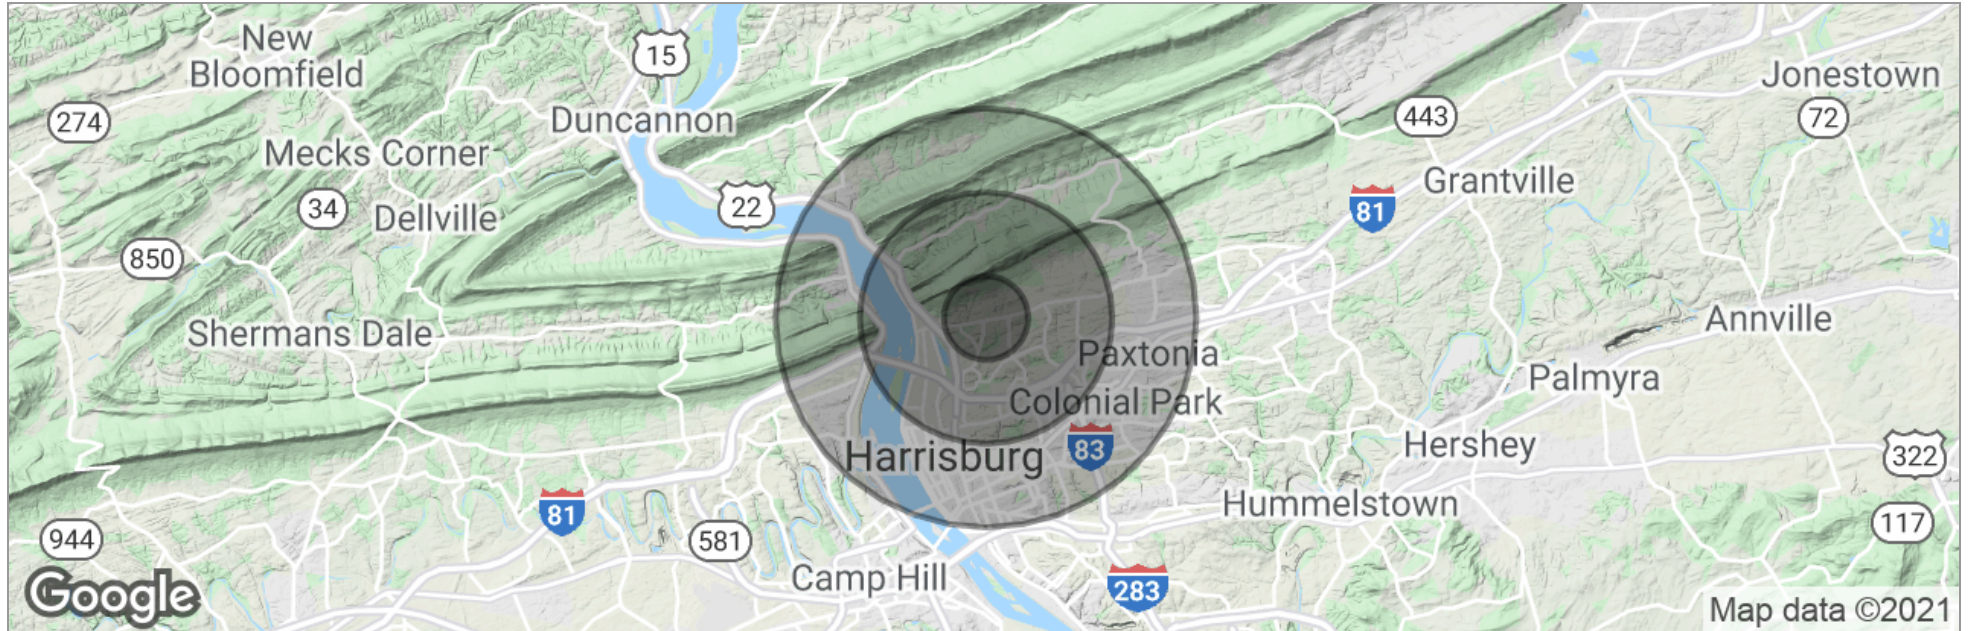 New
Bloomfield
15
Jonestown
274
Duncannon
443
72
Mecks Corner
Grantville
34
Dellville
22
81
850
Shermans Dale
Annville
Paxtonia
Palmyra
Colonial Park
Harrisburg
83
Hershey
322
81
Hummelstown
944
581
117
Camp Hill
283
Google
Map data ©2021